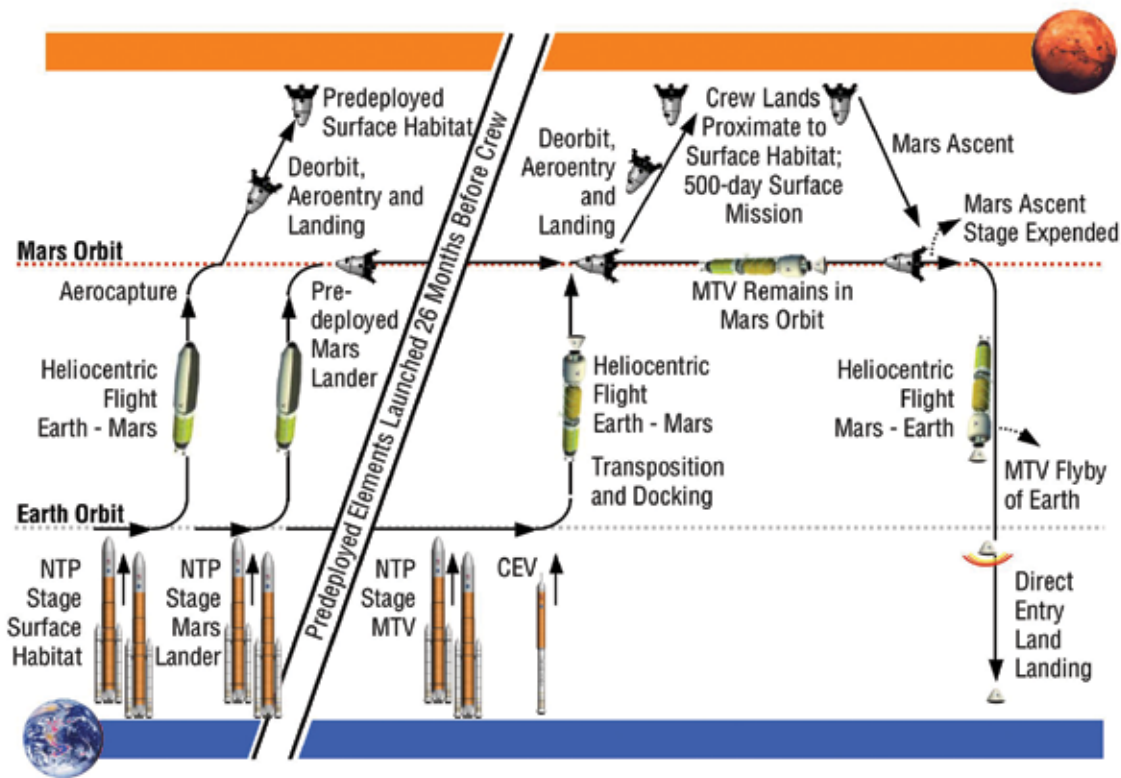 Predeployed
Surface Habitat
Deorbit,
Aeroentry and
Landing
Mars Orbit
Aerocapture
Pre-
deployed
Mars
Lander
Heliocentric
Flight
Earth - Mars
Earth Orbit
NTP
Stage
Surface
Habitat
NTP
Stage
Mars
Lander
Predeployed Elements Launched 26 Months Before Crew
Deorbit,
Aeroentry
and
Landing
Crew Lands
Proximate to
Surface Habitat;
500-day Surface
Mission
Mars Ascent
Mars Ascent
Stage Expended
MTV Remains in
Mars Orbit
Heliocentric
Flight
Earth - Mars
Transposition
and Docking
Heliocentric
Flight
Mars - Earth
MTV Flyby
of Earth
NTP
Stage
MTV
CEV
Direct
Entry
Land
Landing